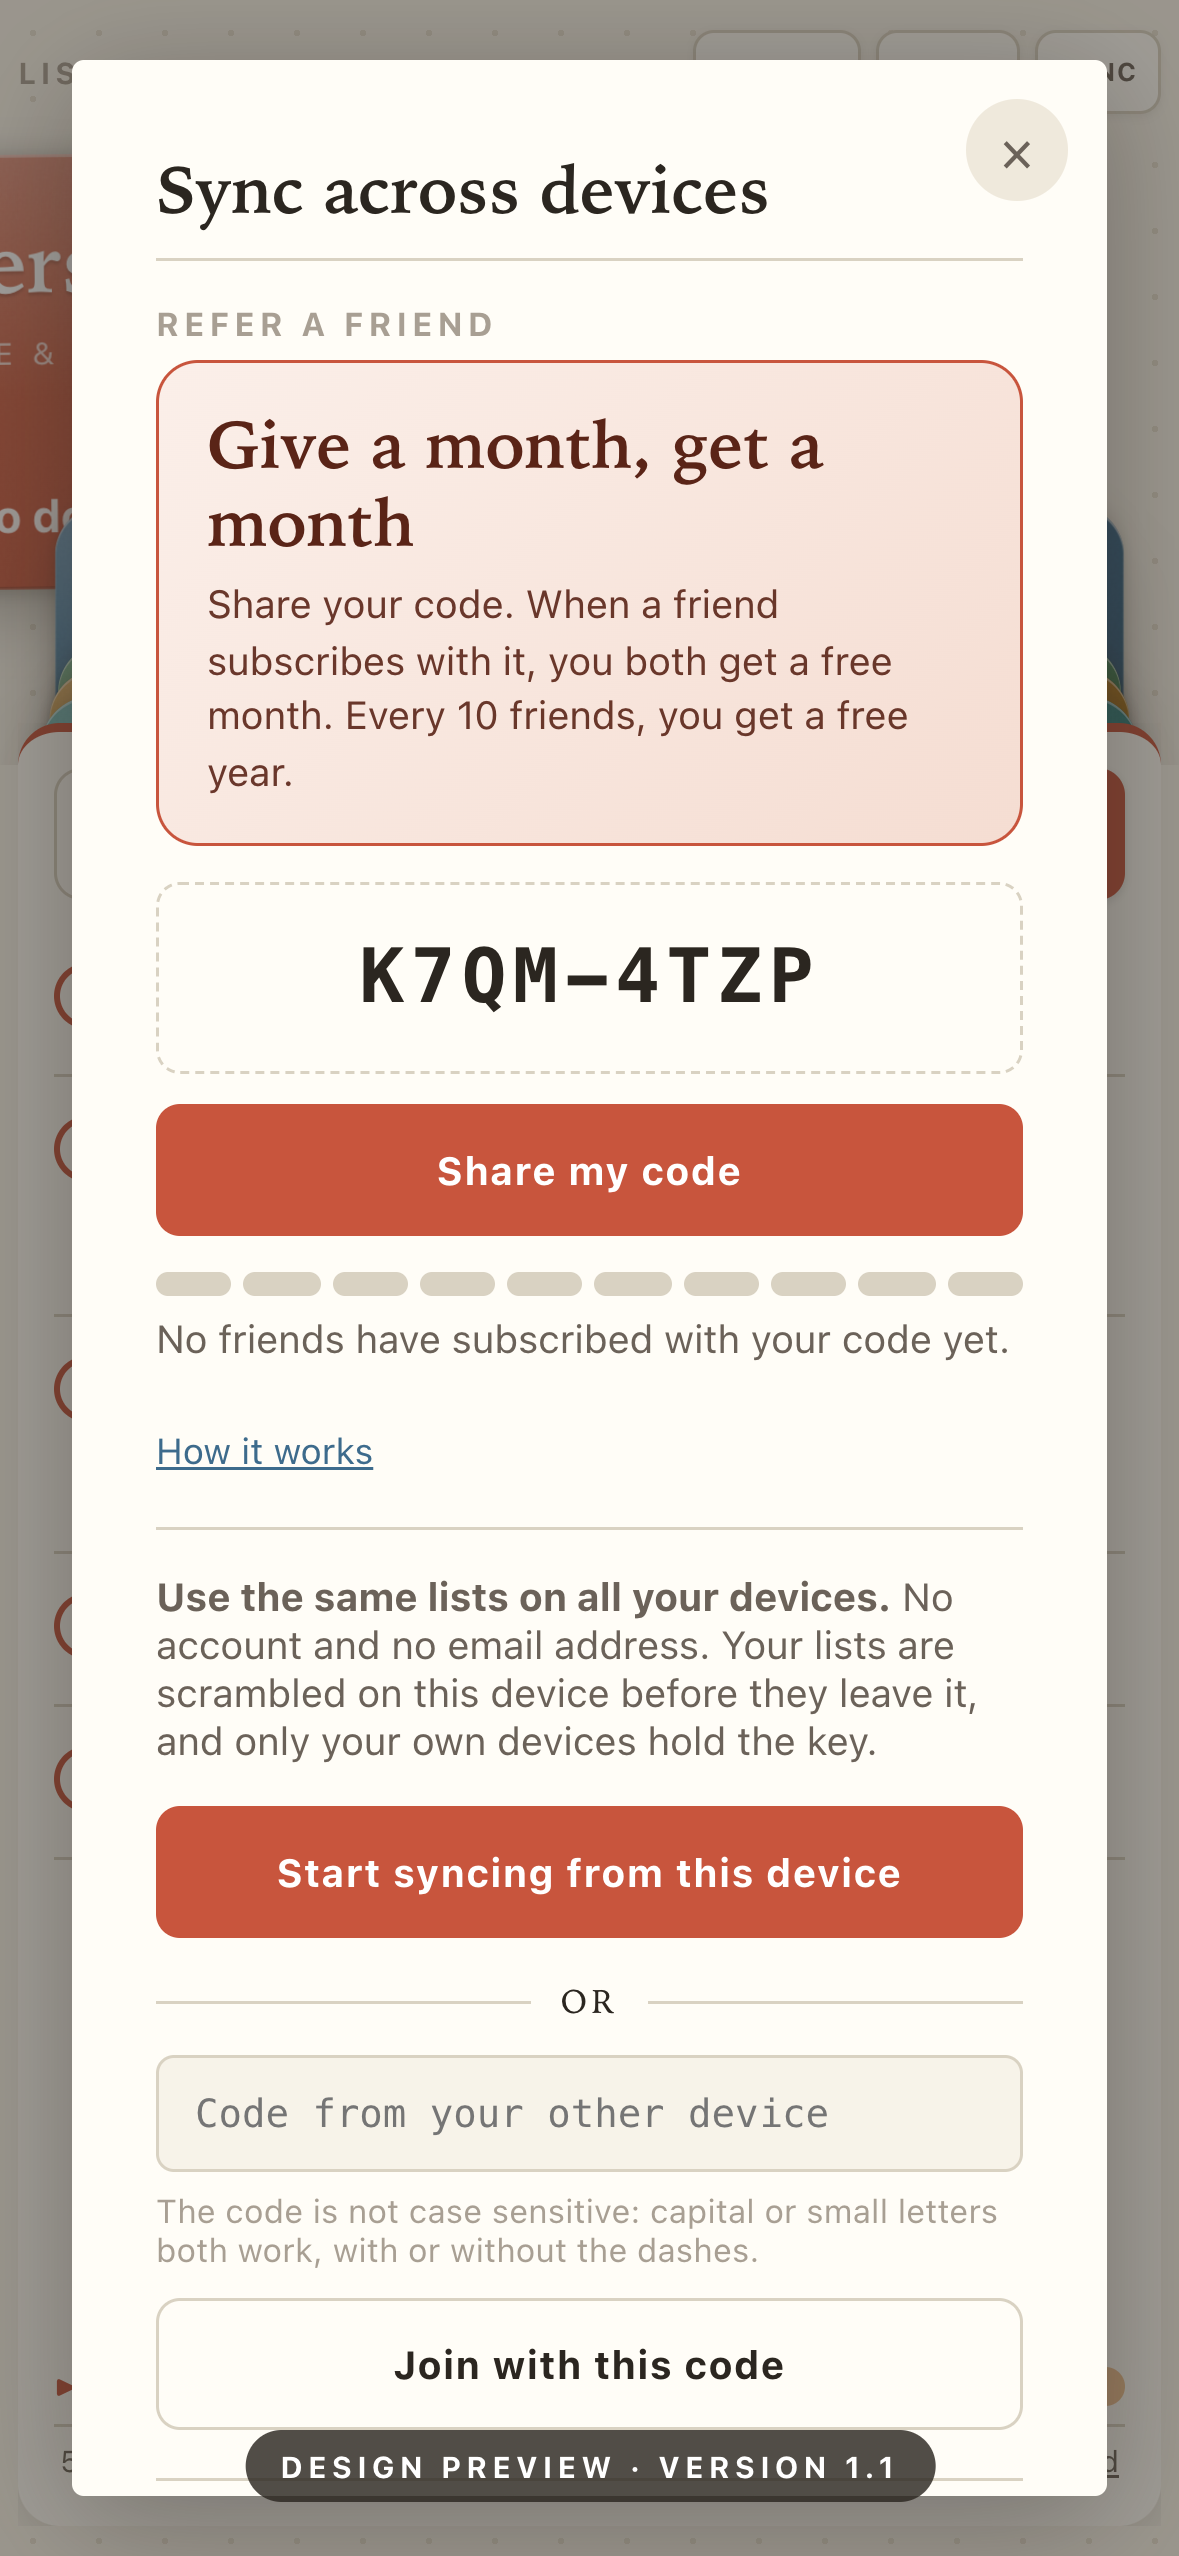 Sync across devices
REFER A FRIEND
Give a month, get a
month
Share your code. When a friend
subscribes with it, you both get a free
month. Every 10 friends, you get a free
year.
K7QM–4TZP
Share my code
No friends have subscribed with your code yet.
How it works
Use the same lists on all your devices. No
account and no email address. Your lists are
scrambled on this device before they leave it,
and only your own devices hold the key.
Start syncing from this device
OR
Code from your other device
The code is not case sensitive: capital or small letters
both work, with or without the dashes.
Join with this code
DESIGN PREVIEW · VERSION 1.1